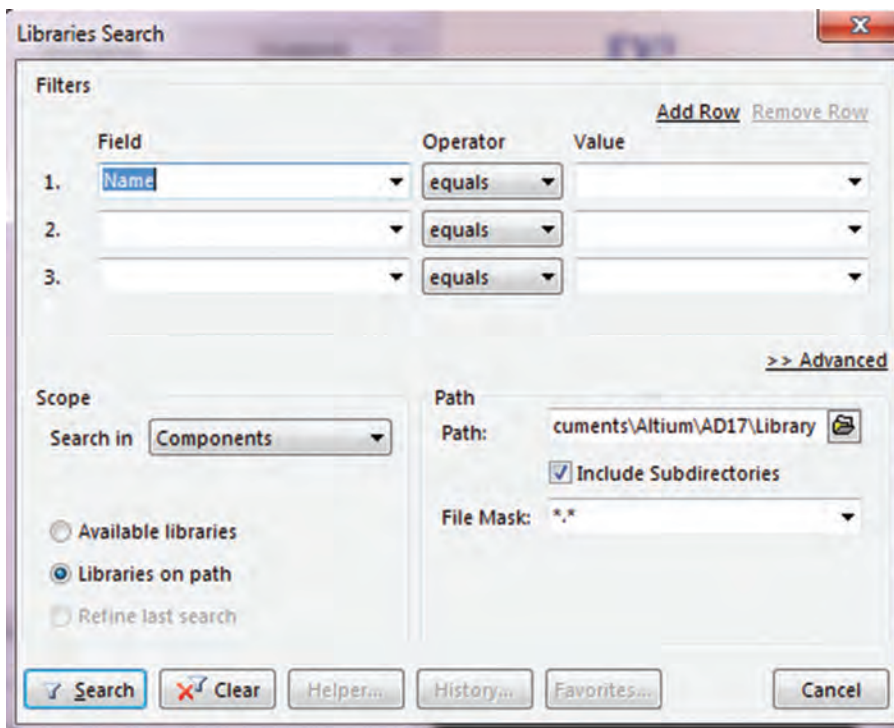 Libraries Search
Filters
Add Row Remove Row
Field Operator Value
1. Name equals
2. equals
3. equals
>> Advanced
Scope
Search in Components
Available libraries
Libraries on path
Refine last search
Path
Path: cuments\Altium\AD17\Library
Include Subdirectories
File Mask: *.*
Search Clear Helper... History... Favorites... Cancel